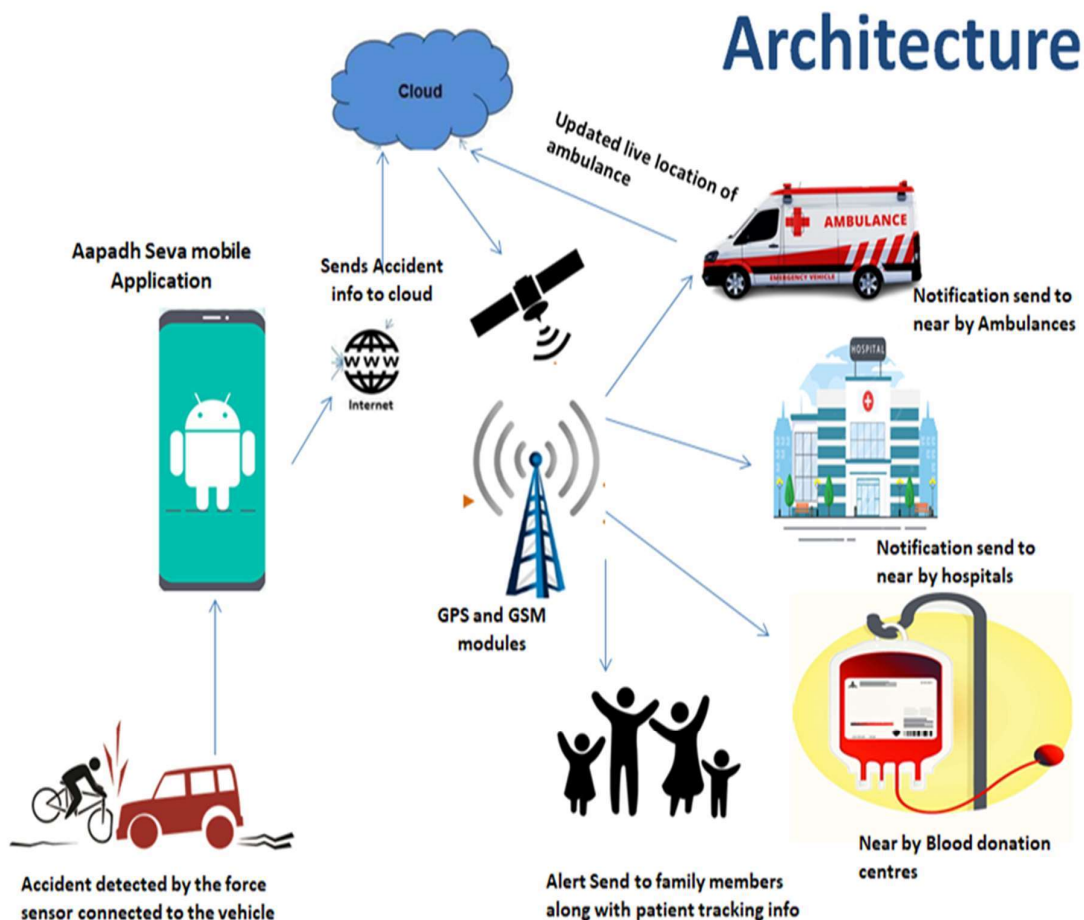 Architecture
Cloud
Updated live location of
ambulance
AMBULANCE
EMERGENCY VEHICLE
Aapadh Seva mobile
Application
Sends Accident
info to cloud
Notification send to
near by Ambulances
WWW
Internet
HOSPITAL
Notification send to
near by hospitals
GPS and GSM
modules
Near by Blood donation
centres
Accident detected by the force
sensor connected to the vehicle
Alert Send to family members
along with patient tracking info